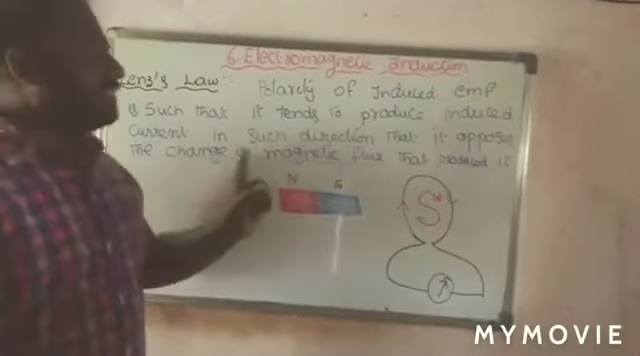 6. Electromagnetic Induction
Lenz's Law:- Polarity of Induced emf
is Such that it tends to produce induced
Current in Such direction that it opposes
The change in magnetic flux that produced it
N S
S
MYMOVIE